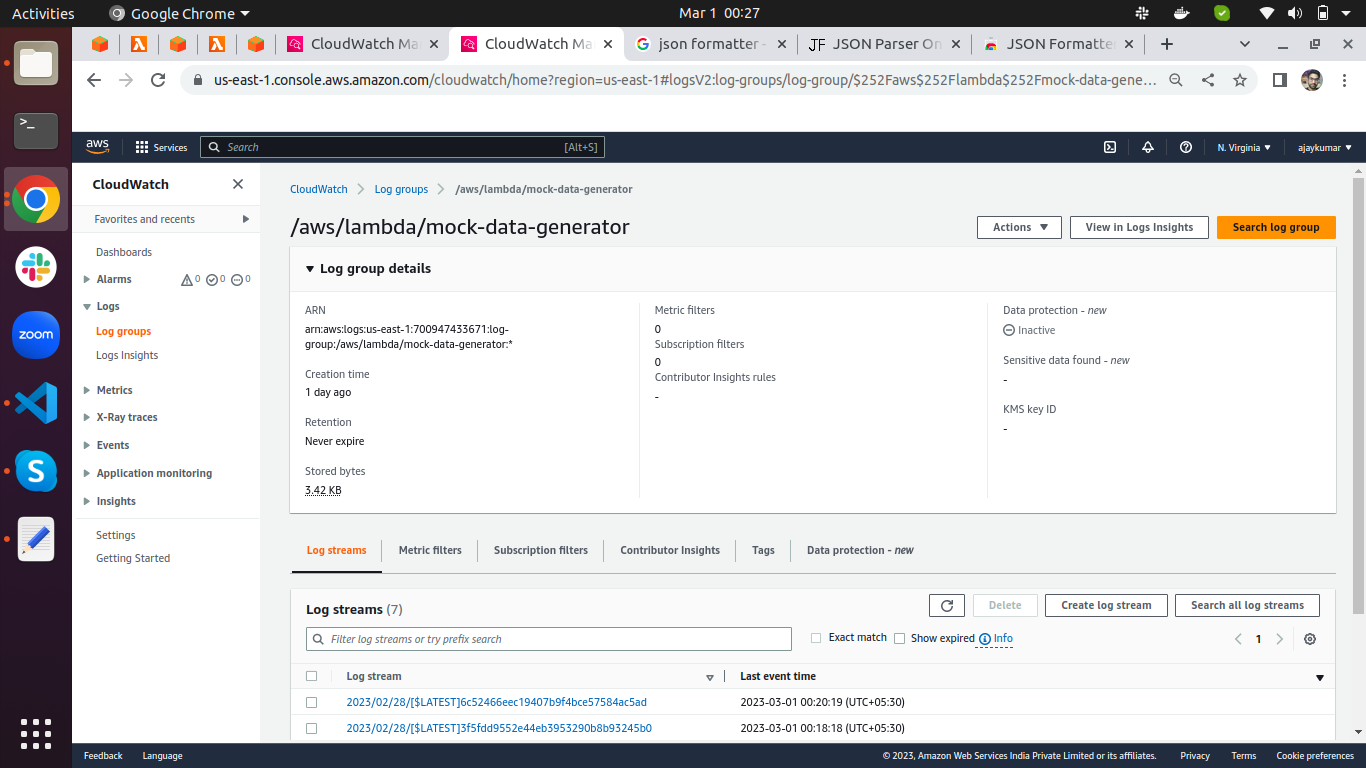 Activities
Google Chrome
Mar 1 00:27
CloudWatch Ma
CloudWatch Ma
json formatter -
JSON Parser On
JSON Formatte
us-east-1.console.aws.amazon.com/cloudwatch/home?region=us-east-1#logsV2:log-groups/log-group/$252Faws$252Flambda$252Fmock-data-gene...
aws
Services
Search
[Alt+S]
N. Virginia
ajaykumar
CloudWatch
Favorites and recents
Dashboards
Alarms
0
0
0
Logs
Log groups
Logs Insights
Metrics
X-Ray traces
Events
Application monitoring
Insights
Settings
Getting Started
zoom
CloudWatch
Log groups
/aws/lambda/mock-data-generator
/aws/lambda/mock-data-generator
Actions
View in Logs Insights
Search log group
Log group details
ARN
arn:aws:logs:us-east-1:700947433671:log-
group:/aws/lambda/mock-data-generator:*
Creation time
1 day ago
Retention
Never expire
Stored bytes
3.42 KB
Metric filters
0
Subscription filters
0
Contributor Insights rules
-
Data protection - new
Inactive
Sensitive data found - new
-
KMS key ID
-
Log streams
Metric filters
Subscription filters
Contributor Insights
Tags
Data protection - new
Log streams (7)
Delete
Create log stream
Search all log streams
Filter log streams or try prefix search
Exact match
Show expired
Info
1
Log stream
Last event time
2023/02/28/[$LATEST]6c52466eec19407b9f4bce57584ac5ad
2023-03-01 00:20:19 (UTC+05:30)
2023/02/28/[$LATEST]3f5fdd9552e44eb3953290b8b93245b0
2023-03-01 00:18:18 (UTC+05:30)
Feedback
Language
© 2023, Amazon Web Services India Private Limited or its affiliates.
Privacy
Terms
Cookie preferences